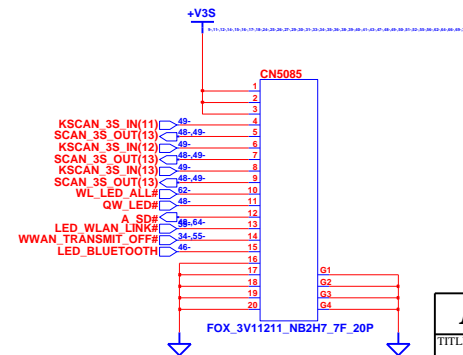 +V3S
CN5085
1
2
3
KSCAN_3S_IN(11) 49- 4
SCAN_3S_OUT(13) 48-,49- 5
KSCAN_3S_IN(12) 49- 6
SCAN_3S_OUT(13) 48-,49- 7
KSCAN_3S_IN(13) 49- 8
SCAN_3S_OUT(13) 48-,49- 9
WL_LED_ALL# 62- 10
QW_LED# 48- 11
A_SD# 12
LED_WLAN_LINK# 13
WWAN_TRANSMIT_OFF# 34-,55- 14
LED_BLUETOOTH 46- 15
16
17 G1
18 G2
19 G3
20 G4
FOX_3V11211_NB2H7_7F_20P
TITL